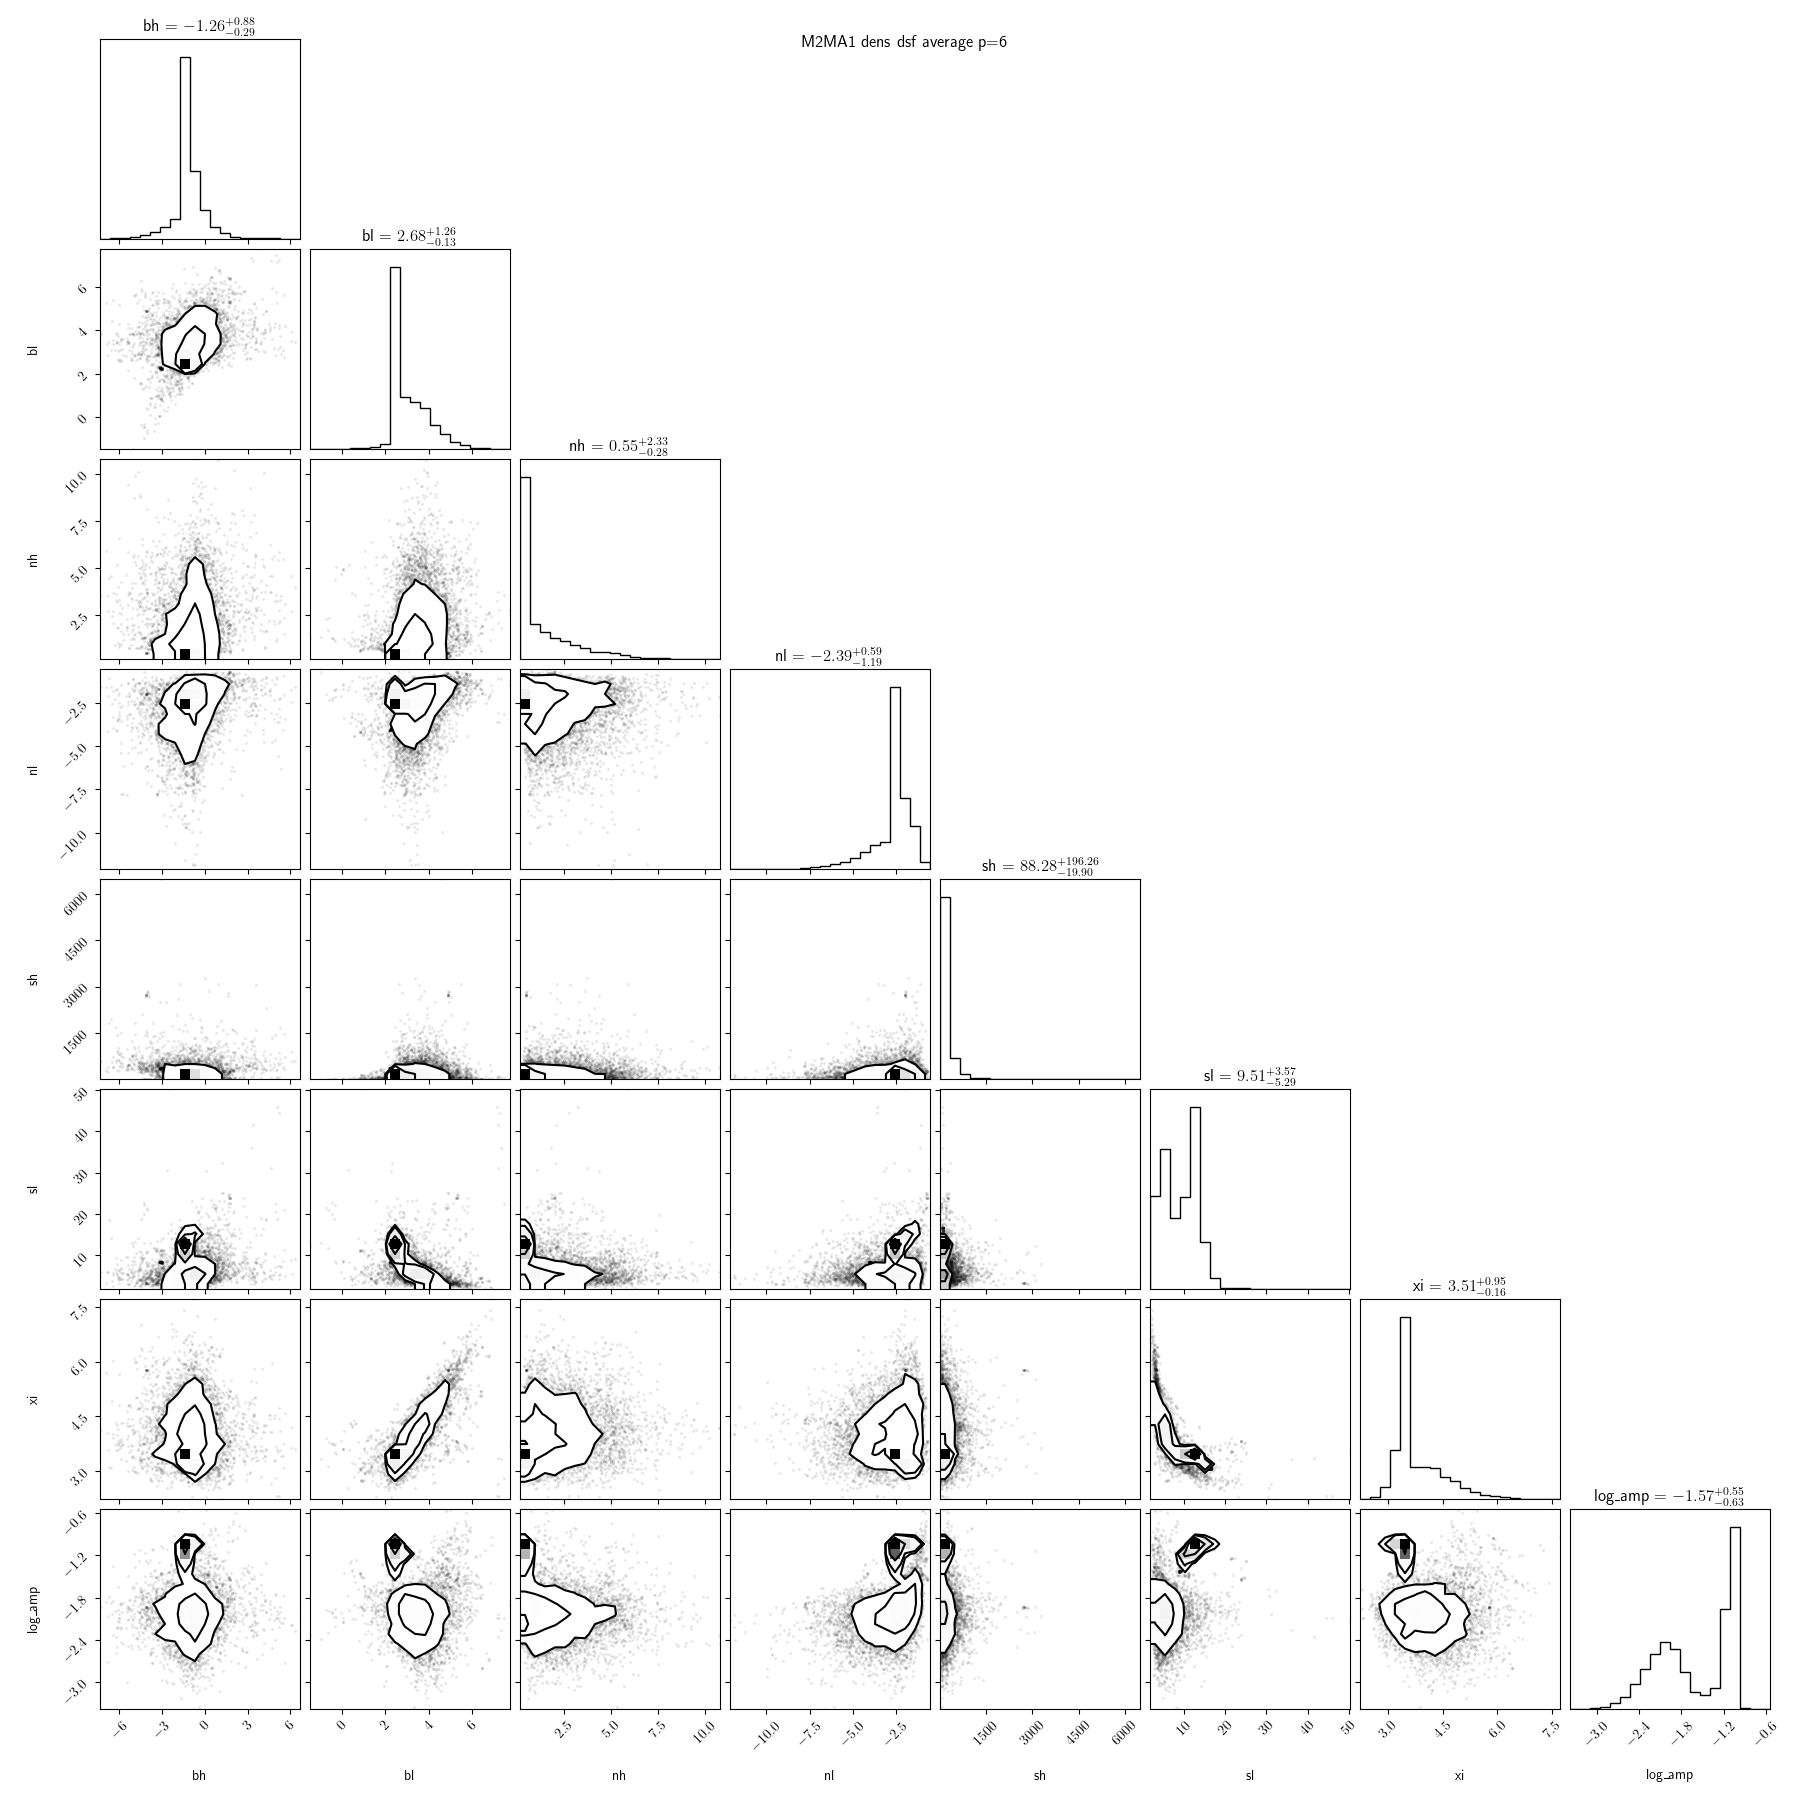 M2MA1 dens dsf average p=6
bh = −1.26 +0.88 −0.29
bl = 2.68 +1.26 −0.13
6
4
2
0
bl
nh = 0.55 +2.33 −0.28
10.0
7.5
5.0
2.5
nh
nl = −2.39 +0.59 −1.19
−2.5
−5.0
−7.5
−10.0
nl
sh = 88.28 +196.26 −19.90
6000
4500
3000
1500
sh
sl = 9.51 +3.57 −5.29
50
40
30
20
10
sl
xi = 3.51 +0.95 −0.16
7.5
6.0
4.5
3.0
xi
log_amp = −1.57 +0.55 −0.63
−0.6
−1.2
−1.8
−2.4
−3.0
log_amp
−6 −3 0 3 6 0 2 4 6 2.5 5.0 7.5 10.0 −10.0 −7.5 −5.0 −2.5 1500 3000 4500 6000 10 20 30 40 50 3.0 4.5 6.0 7.5 −3.0 −2.4 −1.8 −1.2 −0.6
bh bl nh nl sh sl xi log_amp